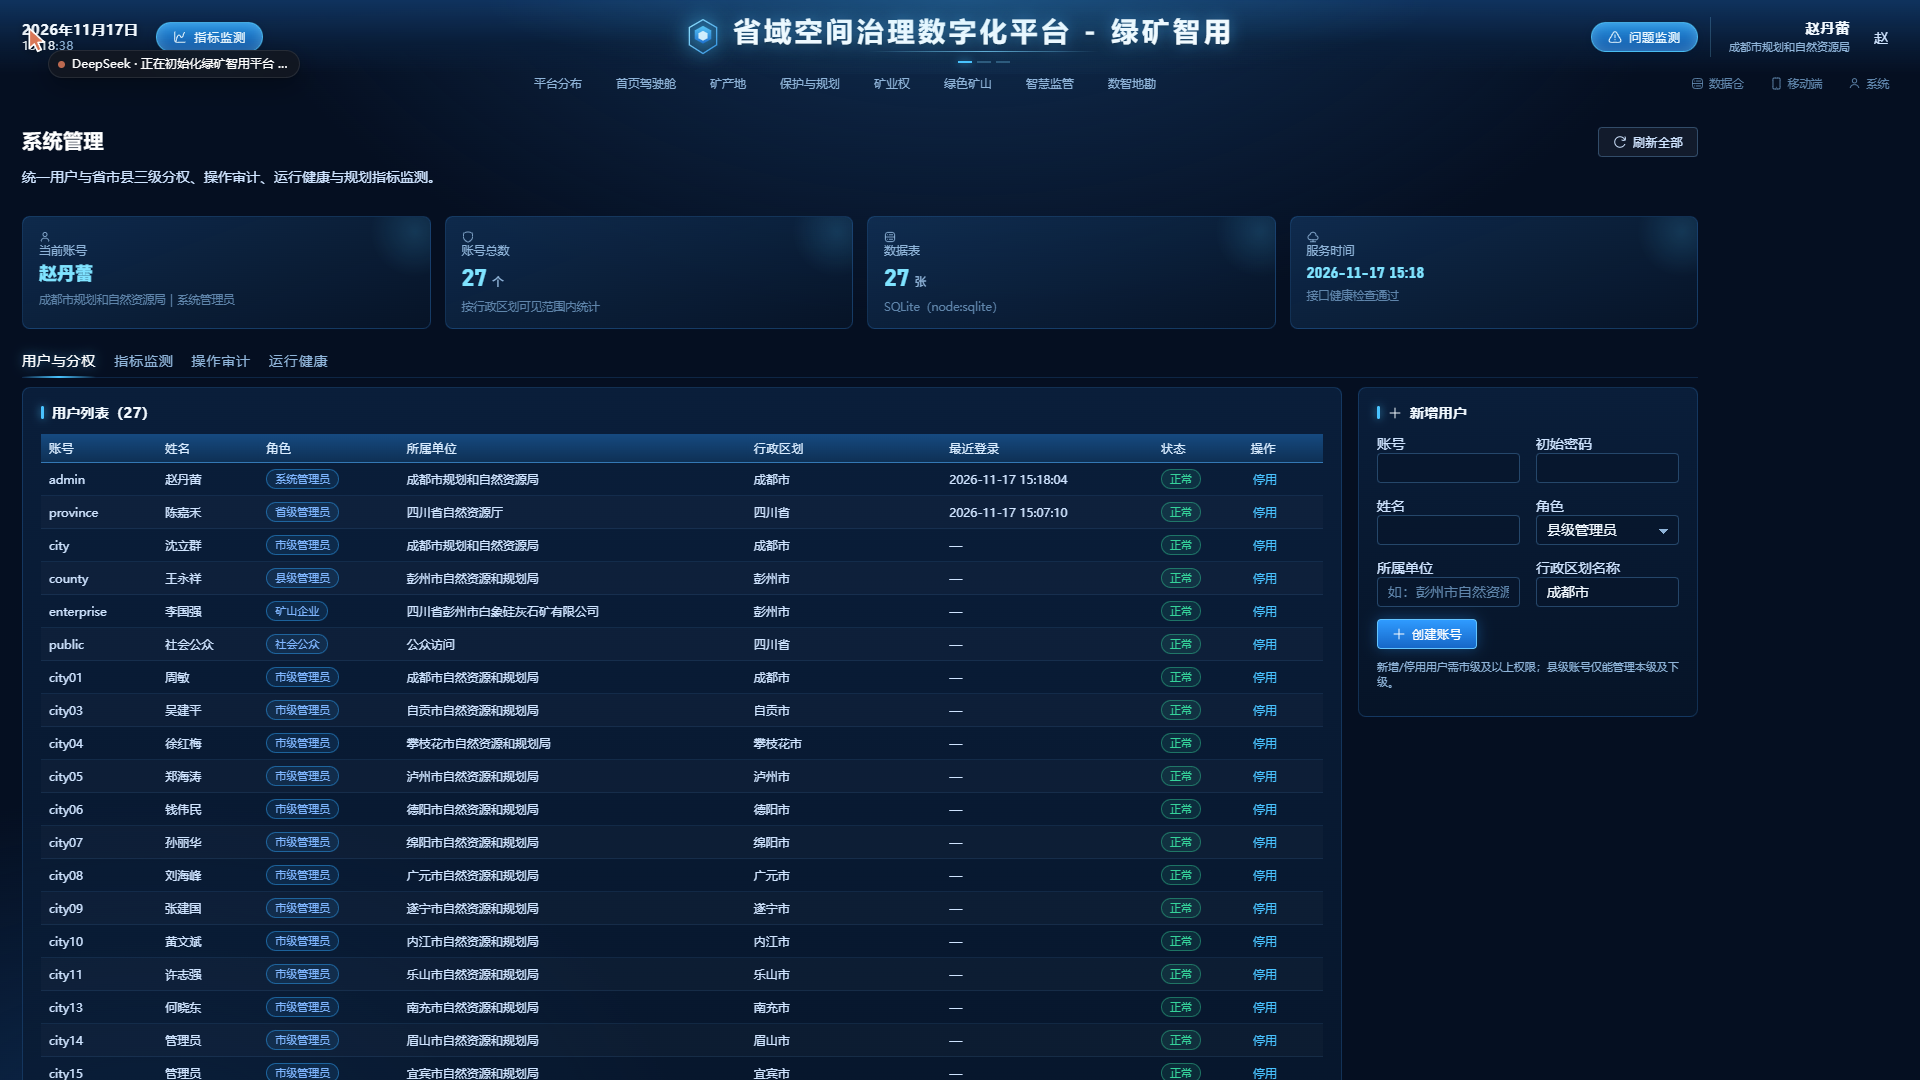 2026年11月17日
指标监测
省域空间治理数字化平台 - 绿矿智用
问题监测
赵丹蕾
成都市规划和自然资源局
赵
DeepSeek · 正在初始化绿矿智用平台 ...
平台分布 首页驾驶舱 矿产地 保护与规划 矿业权 绿色矿山 智慧监管 数智地勘
数据仓 移动端 系统
系统管理
刷新全部
统一用户与省市县三级分权、操作审计、运行健康与规划指标监测。
当前账号
赵丹蕾
成都市规划和自然资源局 | 系统管理员
账号总数
27 个
按行政区划可见范围内统计
数据表
27 张
SQLite（node:sqlite）
服务时间
2026-11-17 15:18
接口健康检查通过
用户与分权 指标监测 操作审计 运行健康
用户列表（27）
账号 姓名 角色 所属单位 行政区划 最近登录 状态 操作
admin 赵丹蕾 系统管理员 成都市规划和自然资源局 成都市 2026-11-17 15:18:04 正常 停用
province 陈嘉禾 省级管理员 四川省自然资源厅 四川省 2026-11-17 15:07:10 正常 停用
city 沈立群 市级管理员 成都市规划和自然资源局 成都市 — 正常 停用
county 王永祥 县级管理员 彭州市自然资源和规划局 彭州市 — 正常 停用
enterprise 李国强 矿山企业 四川省彭州市白象硅灰石矿有限公司 彭州市 — 正常 停用
public 社会公众 社会公众 公众访问 四川省 — 正常 停用
city01 周敏 市级管理员 成都市自然资源和规划局 成都市 — 正常 停用
city03 吴建平 市级管理员 自贡市自然资源和规划局 自贡市 — 正常 停用
city04 徐红梅 市级管理员 攀枝花市自然资源和规划局 攀枝花市 — 正常 停用
city05 郑海涛 市级管理员 泸州市自然资源和规划局 泸州市 — 正常 停用
city06 钱伟民 市级管理员 德阳市自然资源和规划局 德阳市 — 正常 停用
city07 孙丽华 市级管理员 绵阳市自然资源和规划局 绵阳市 — 正常 停用
city08 刘海峰 市级管理员 广元市自然资源和规划局 广元市 — 正常 停用
city09 张建国 市级管理员 遂宁市自然资源和规划局 遂宁市 — 正常 停用
city10 黄文斌 市级管理员 内江市自然资源和规划局 内江市 — 正常 停用
city11 许志强 市级管理员 乐山市自然资源和规划局 乐山市 — 正常 停用
city13 何晓东 市级管理员 南充市自然资源和规划局 南充市 — 正常 停用
city14 管理员 市级管理员 眉山市自然资源和规划局 眉山市 — 正常 停用
city15 管理员 市级管理员 宜宾市自然资源和规划局 宜宾市 — 正常 停用
新增用户
账号 初始密码
姓名 角色
县级管理员
所属单位 行政区划名称
如：彭州市自然资源 成都市
创建账号
新增/停用用户需市级及以上权限；县级账号仅能管理本级及下
级。